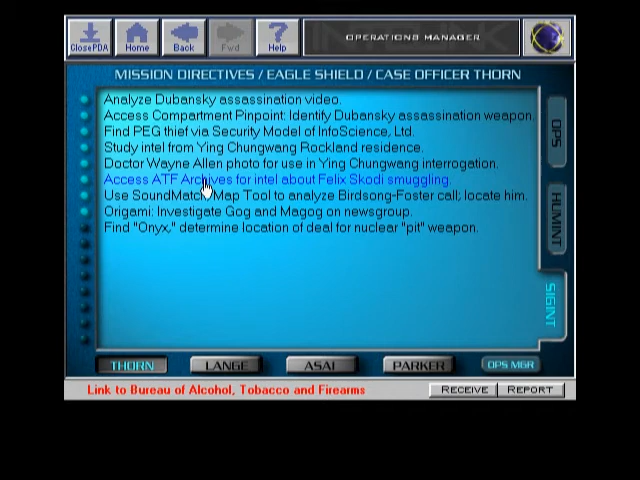 ClosePDA
Home
Back
Fwd
Help
OPERATIONS MANAGER
MISSION DIRECTIVES / EAGLE SHIELD / CASE OFFICER THORN
Analyze Dubansky assassination video.
Access Compartment Pinpoint: Identify Dubansky assassination weapon.
Find PEG thief via Security Model of InfoScience, Ltd.
Study intel from Ying Chungwang Rockland residence.
Doctor Wayne Allen photo for use in Ying Chungwang interrogation.
Access ATF Archives for intel about Felix Skodi smuggling.
Use SoundMatch/Map Tool to analyze Birdsong-Foster call; locate him.
Origami: Investigate Gog and Magog on newsgroup.
Find "Onyx," determine location of deal for nuclear "pit" weapon.
OPS
HUMINT
SIGINT
THORN
LANGE
ASAI
PARKER
OPS MGR
Link to Bureau of Alcohol, Tobacco and Firearms
RECEIVE
REPORT